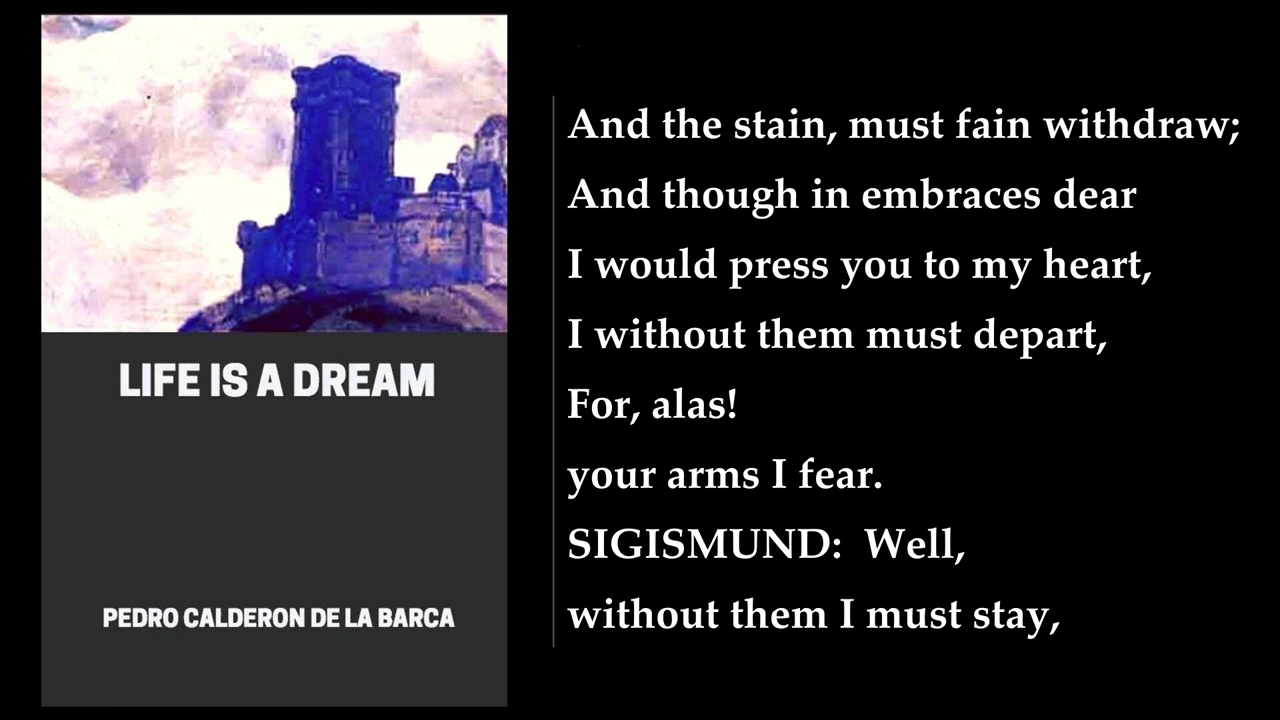 LIFE IS A DREAM
PEDRO CALDERON DE LA BARCA
And the stain, must fain withdraw;
And though in embraces dear
I would press you to my heart,
I without them must depart,
For, alas!
your arms I fear.
SIGISMUND:  Well,
without them I must stay,